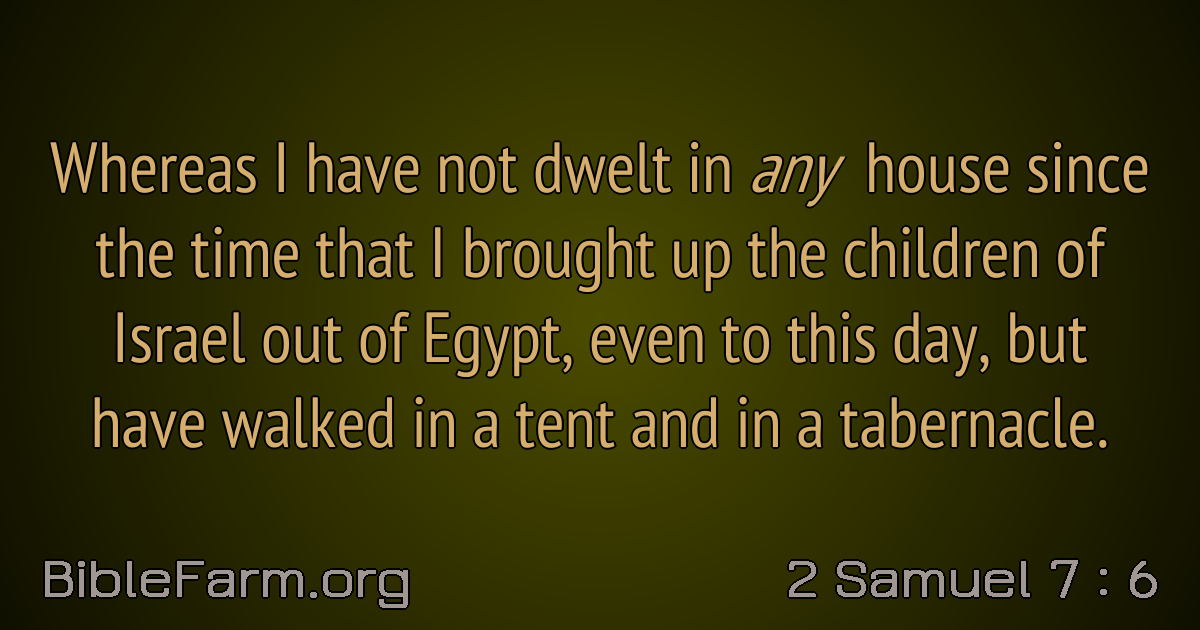 Whereas I have not dwelt in any house since
the time that I brought up the children of
Israel out of Egypt, even to this day, but
have walked in a tent and in a tabernacle.
BibleFarm.org
2 Samuel 7 : 6